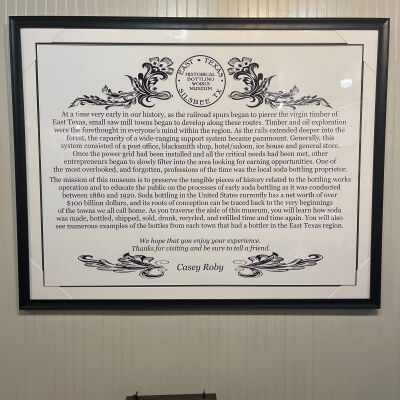 EAST TEXAS
HISTORICAL
BOTTLING
WORKS
MUSEUM
SILSBEE TX
At a time very early in our history, as the railroad spurs began to pierce the virgin timber of
East Texas, small saw mill towns began to develop along these routes. Timber and oil exploration
were the forethought in everyone's mind within the region. As the rails extended deeper into the
forest, the capacity of a wide-ranging support system became paramount. Generally, this
system consisted of a post office, blacksmith shop, hotel/saloon, ice house and general store.
Once the power grid had been installed and all the critical needs had been met, other
entrepreneurs began to slowly filter into the area looking for earning opportunities. One of
the most overlooked, and forgotten, professions of the time was the local soda bottling proprietor.
The mission of this museum is to preserve the tangible pieces of history related to the bottling works
operation and to educate the public on the processes of early soda bottling as it was conducted
between 1880 and 1920. Soda bottling in the United States currently has a net worth of over
$100 billion dollars, and its roots of conception can be traced back to the very beginnings
of the towns we all call home. As you traverse the aisle of this museum, you will learn how soda
was made, bottled, shipped, sold, drunk, recycled, and refilled time and time again. You will also
see numerous examples of the bottles from each town that had a bottler in the East Texas region.
We hope that you enjoy your experience.
Thanks for visiting and be sure to tell a friend.
Casey Roby